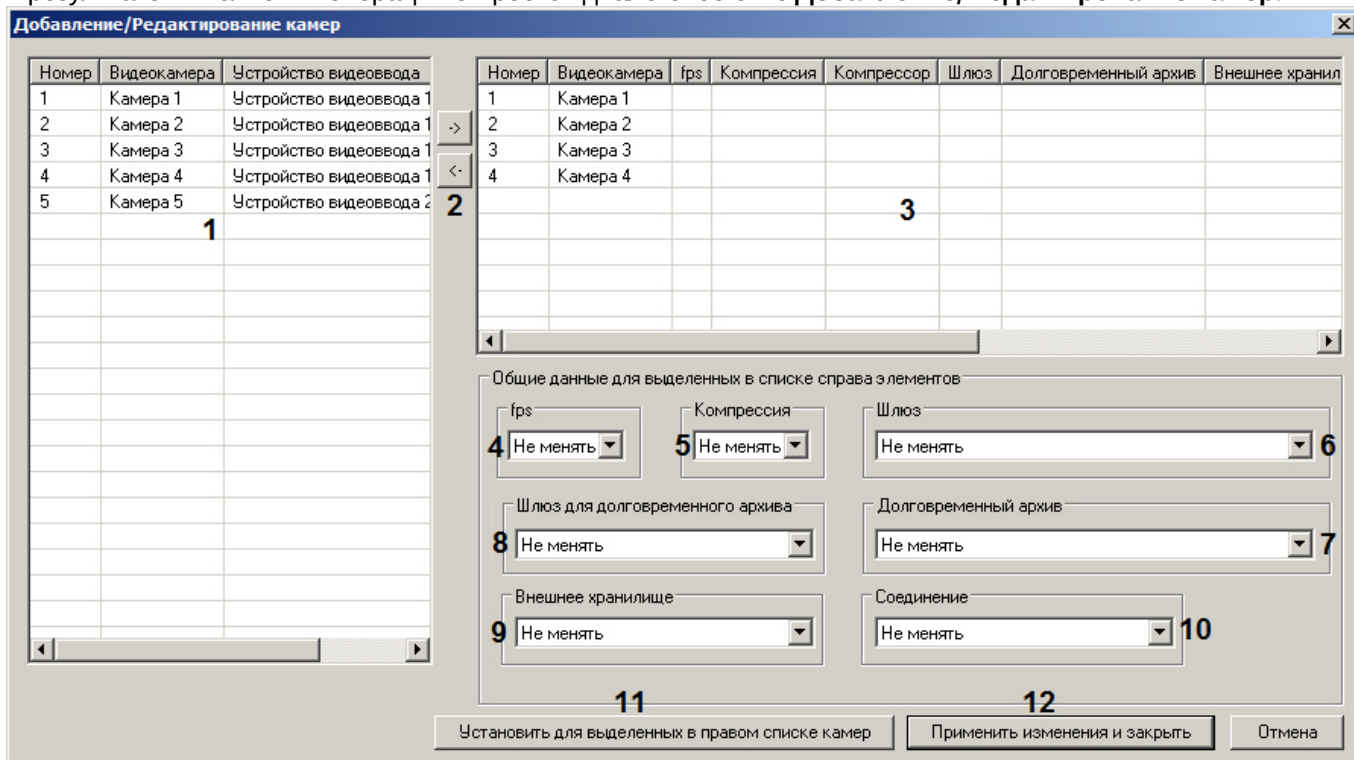 Добавление/Редактирование камер
Номер Видеокамера Устройство видеоввода
1 Камера 1 Устройство видеоввода 1
2 Камера 2 Устройство видеоввода 1
3 Камера 3 Устройство видеоввода 1
4 Камера 4 Устройство видеоввода 1
5 Камера 5 Устройство видеоввода 2
1
->
<-
2
Номер Видеокамера fps Компрессия Компрессор Шлюз Долговременный архив Внешнее хранил
1 Камера 1
2 Камера 2
3 Камера 3
4 Камера 4
3
Общие данные для выделенных в списке справа элементов
fps Компрессия Шлюз
4 Не менять 5 Не менять Не менять 6
Шлюз для долговременного архива Долговременный архив
8 Не менять Не менять 7
Внешнее хранилище Соединение
9 Не менять Не менять 10
11 12
Установить для выделенных в правом списке камер Применить изменения и закрыть Отмена